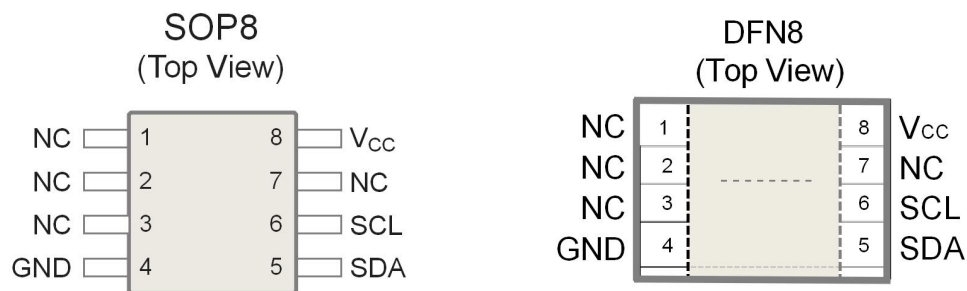 SOP8
(Top View)
NC 1 8 VCC
NC 2 7 NC
NC 3 6 SCL
GND 4 5 SDA
DFN8
(Top View)
NC 1 8 VCC
NC 2 7 NC
NC 3 6 SCL
GND 4 5 SDA